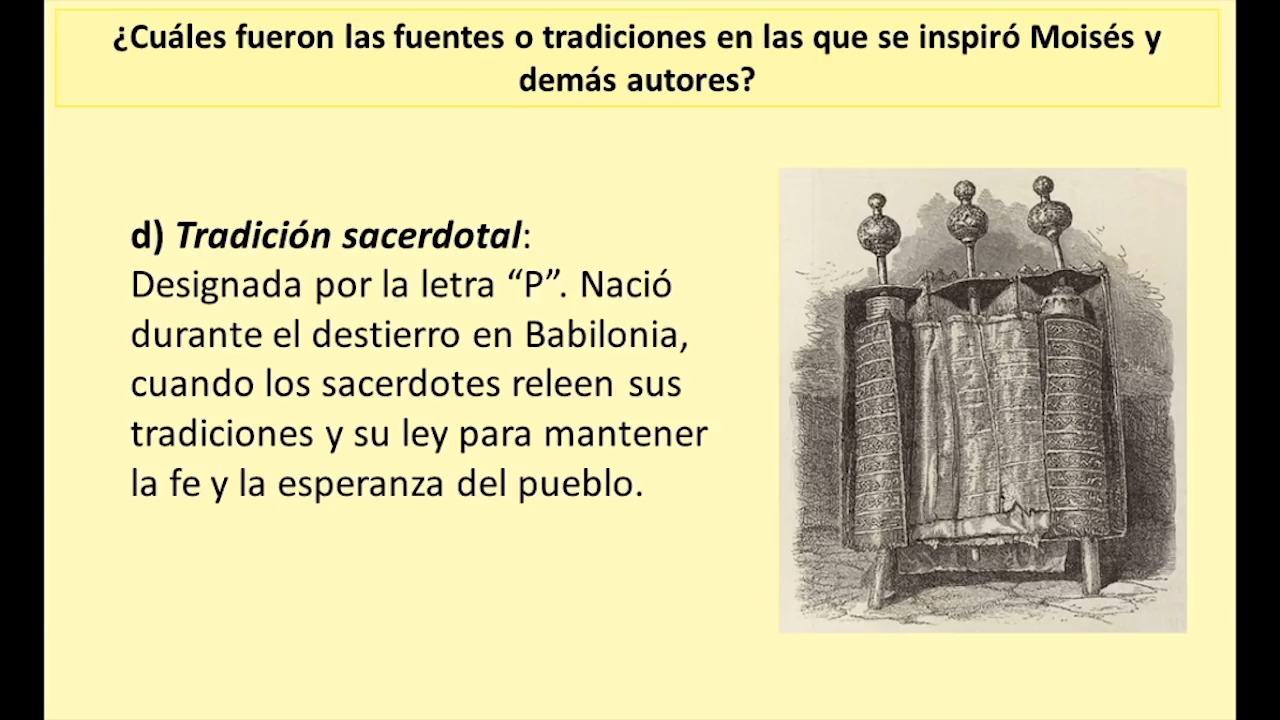 ¿Cuáles fueron las fuentes o tradiciones en las que se inspiró Moisés y
demás autores?
d) Tradición sacerdotal:
Designada por la letra “P”. Nació
durante el destierro en Babilonia,
cuando los sacerdotes releen sus
tradiciones y su ley para mantener
la fe y la esperanza del pueblo.